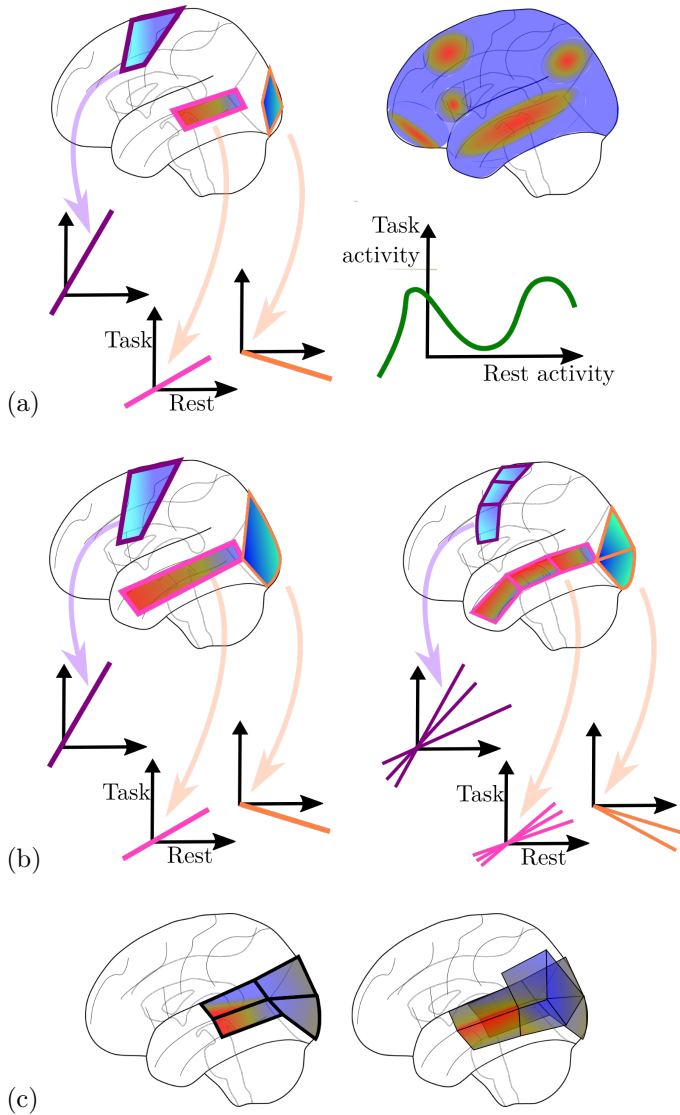 Task
activity
Rest activity
Task
Rest
(a)
Task
Rest
Task
Rest
(b)
(c)